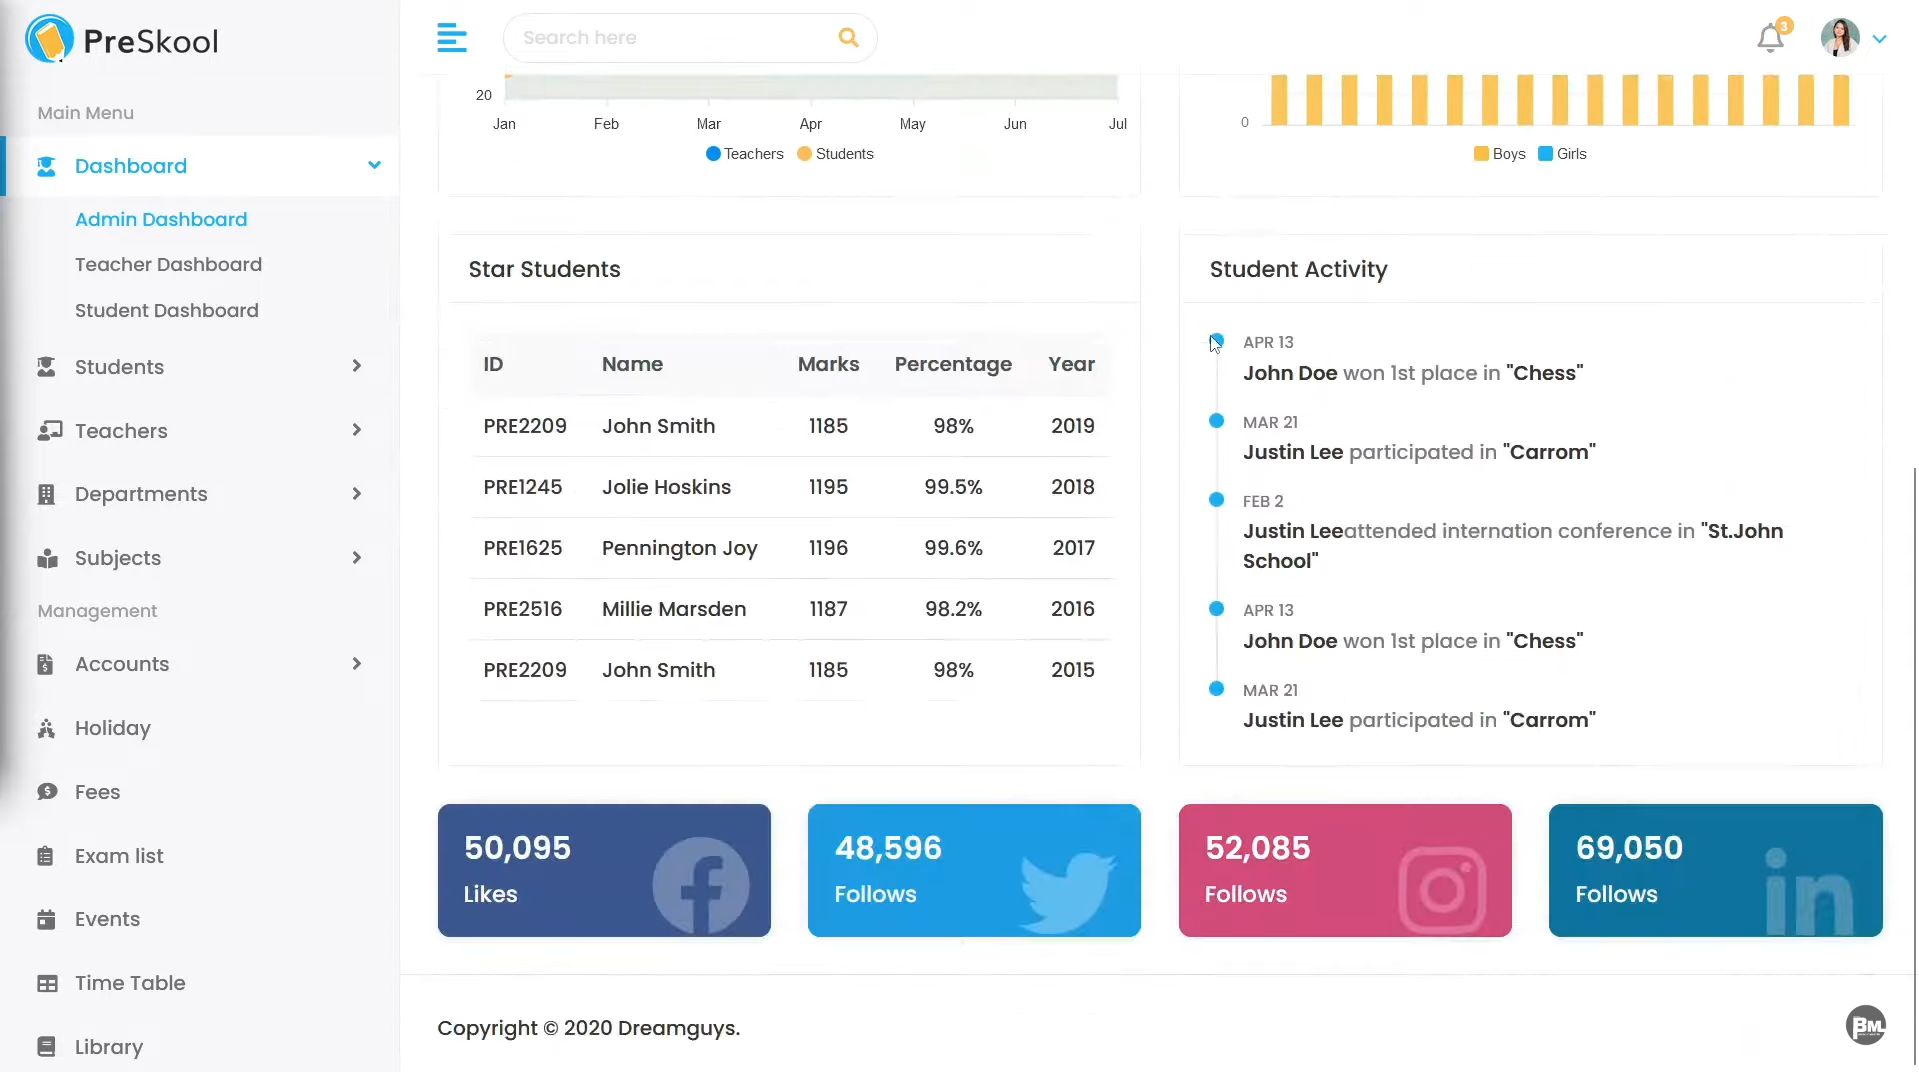 PreSkool
Search here
3
Main Menu
Dashboard
Admin Dashboard
Teacher Dashboard
Student Dashboard
Students
Teachers
Departments
Subjects
Management
Accounts
Holiday
Fees
Exam list
Events
Time Table
Library
20
Jan Feb Mar Apr May Jun Jul
Teachers Students
0
Boys Girls
Star Students
ID Name Marks Percentage Year
PRE2209 John Smith 1185 98% 2019
PRE1245 Jolie Hoskins 1195 99.5% 2018
PRE1625 Pennington Joy 1196 99.6% 2017
PRE2516 Millie Marsden 1187 98.2% 2016
PRE2209 John Smith 1185 98% 2015
Student Activity
APR 13
John Doe won 1st place in "Chess"
MAR 21
Justin Lee participated in "Carrom"
FEB 2
Justin Leeattended internation conference in "St.John
School"
APR 13
John Doe won 1st place in "Chess"
MAR 21
Justin Lee participated in "Carrom"
50,095
Likes
48,596
Follows
52,085
Follows
69,050
Follows
in
Copyright © 2020 Dreamguys.
BM